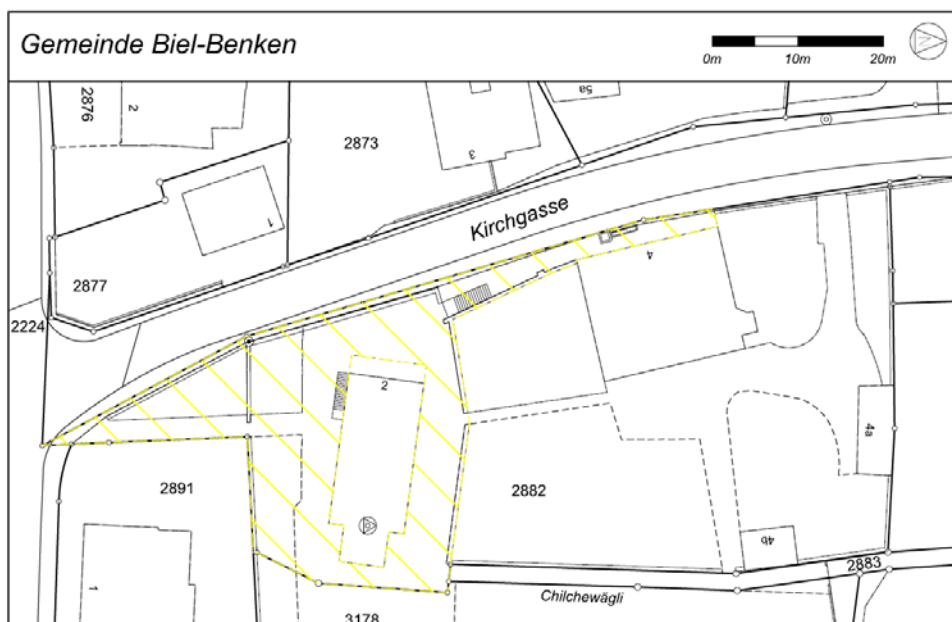 Gemeinde Biel-Benken
0m 10m 20m
N
2876
2
5a
2873
3
1
Kirchgasse
4
2877
2224
2
4a
2891
2882
4b
2883
1
Chilchewägli
3178